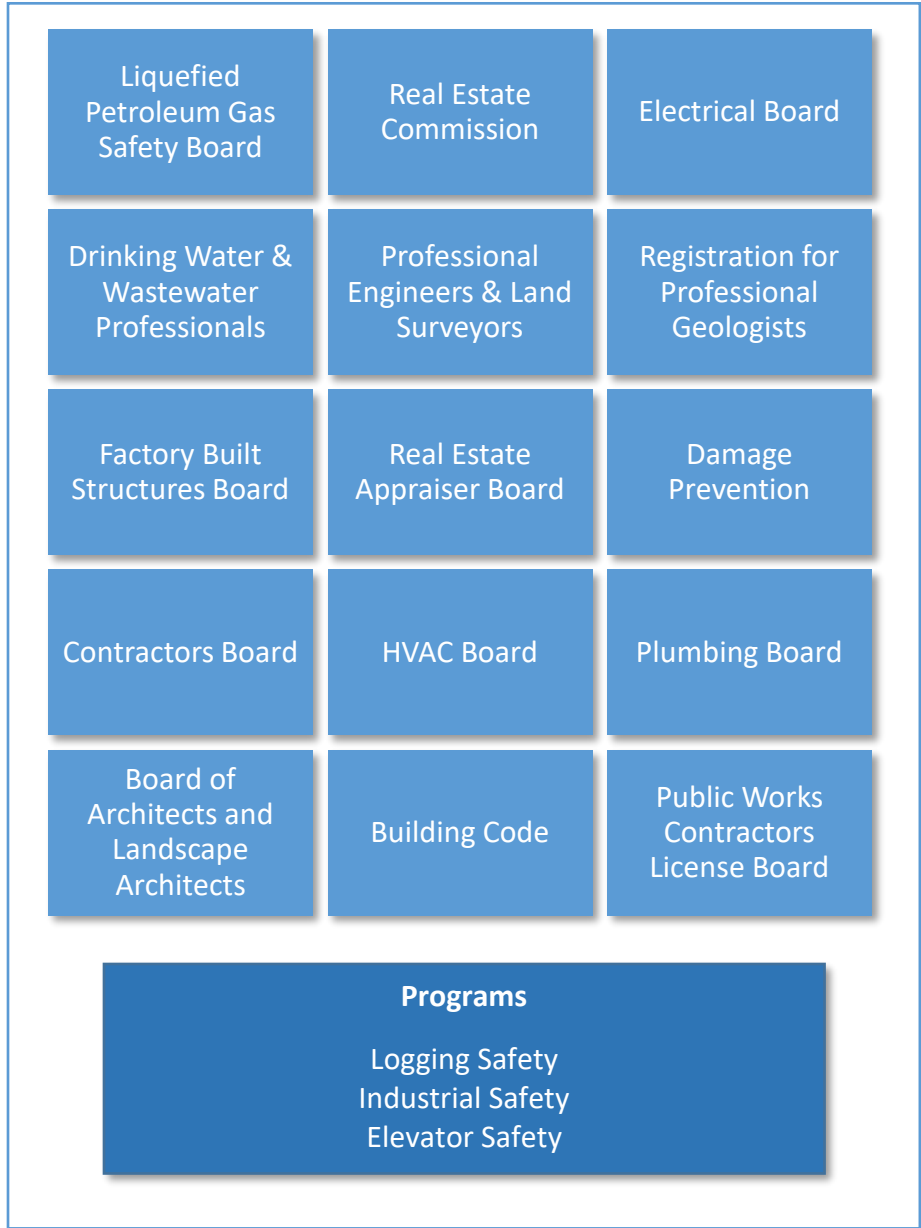 Liquefied
Petroleum Gas
Safety Board
Real Estate
Commission
Electrical Board
Drinking Water &
Wastewater
Professionals
Professional
Engineers & Land
Surveyors
Registration for
Professional
Geologists
Factory Built
Structures Board
Real Estate
Appraiser Board
Damage
Prevention
Contractors Board
HVAC Board
Plumbing Board
Board of
Architects and
Landscape
Architects
Building Code
Public Works
Contractors
License Board
Programs
Logging Safety
Industrial Safety
Elevator Safety